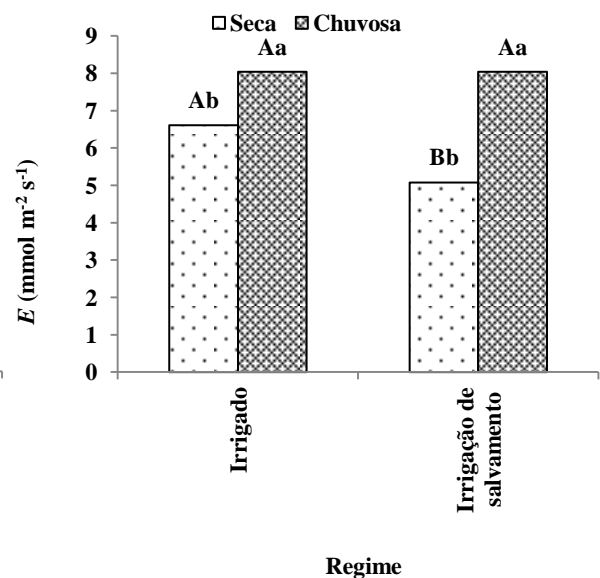 Seca Chuvosa
9
8
7
6
5
4
3
2
1
0
E (mmol m-2 s-1)
Ab
Aa
Bb
Aa
Irrigado
Irrigação de
salvamento
Regime